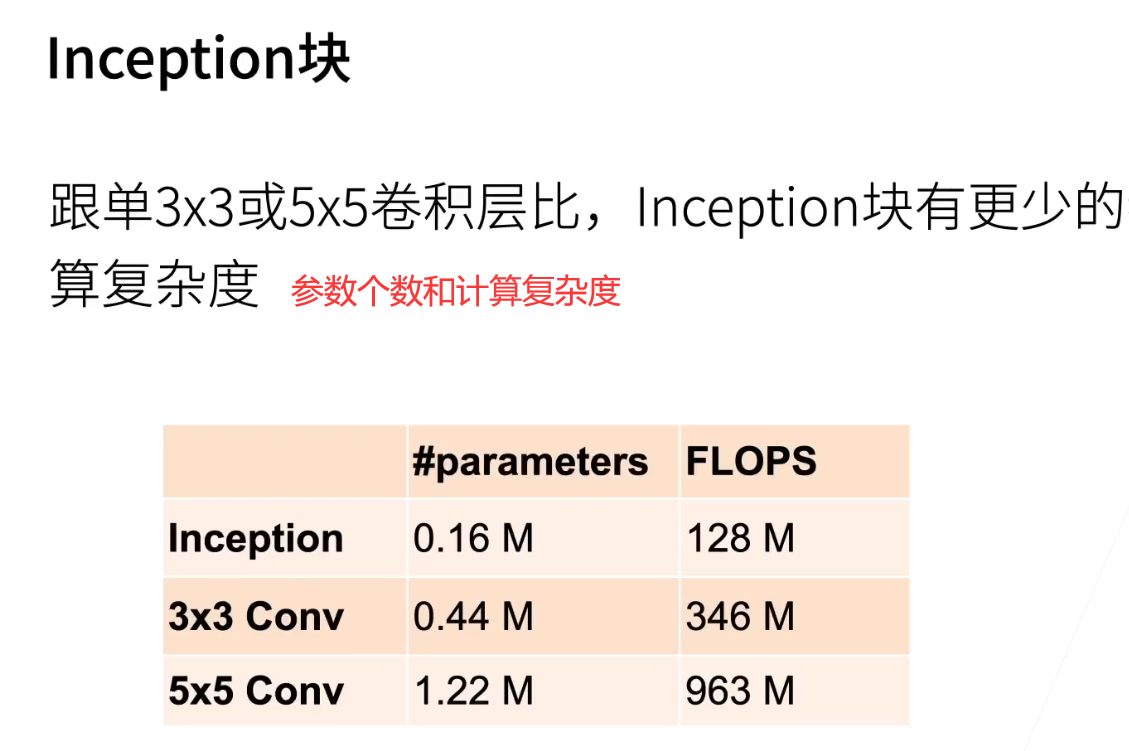 Inception块
跟单3x3或5x5卷积层比，Inception块有更少的
算复杂度 参数个数和计算复杂度
#parameters FLOPS
Inception 0.16 M 128 M
3x3 Conv 0.44 M 346 M
5x5 Conv 1.22 M 963 M